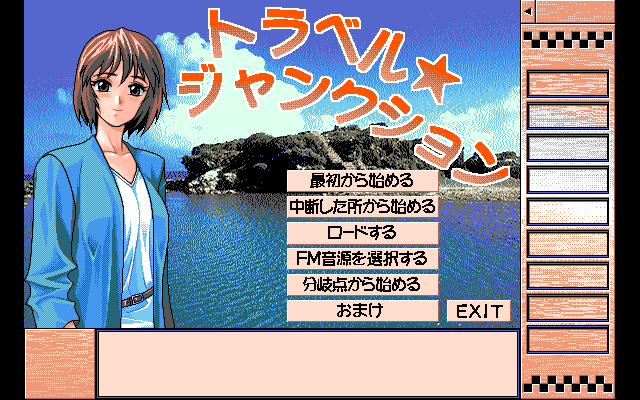 トラベル★
ジャンクション
最初から始める
中断した所から始める
ロードする
FM音源を選択する
分岐点から始める
おまけ
EXIT